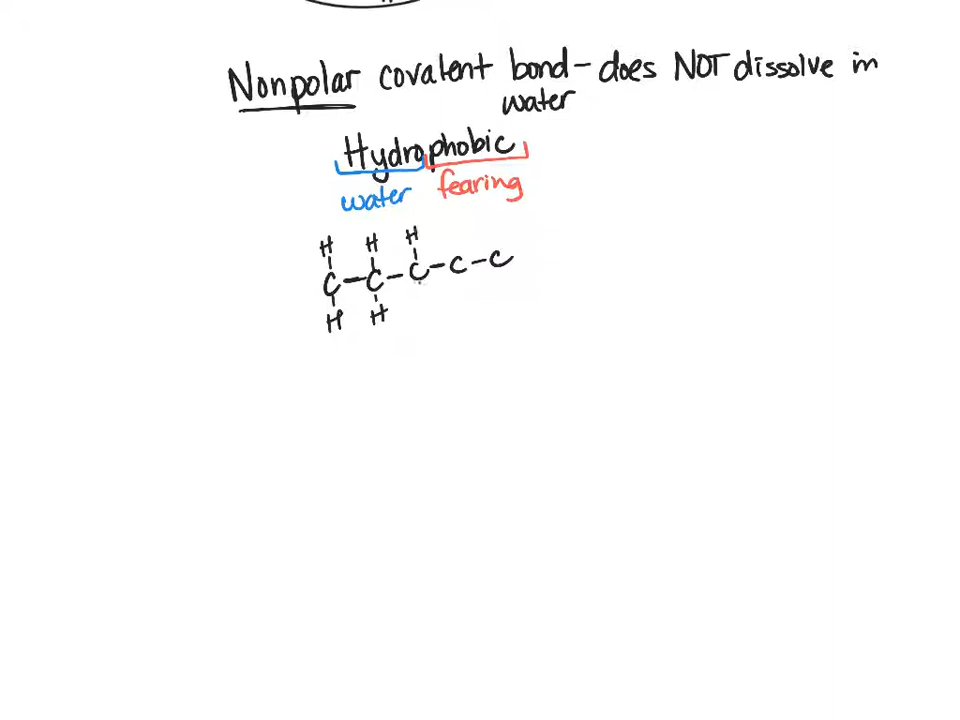 Nonpolar covalent bond - does NOT dissolve in
water
Hydrophobic
water fearing
H H H
C-C-C-C-C
H H